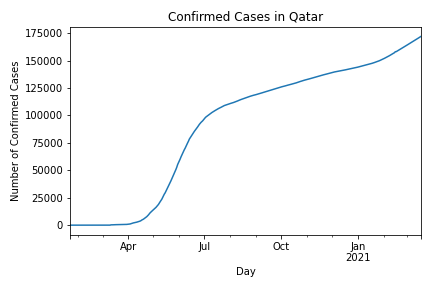 Confirmed Cases in Qatar
175000
150000
125000
100000
75000
50000
25000
0
Number of Confirmed Cases
Apr
Jul
Oct
Jan
2021
Day